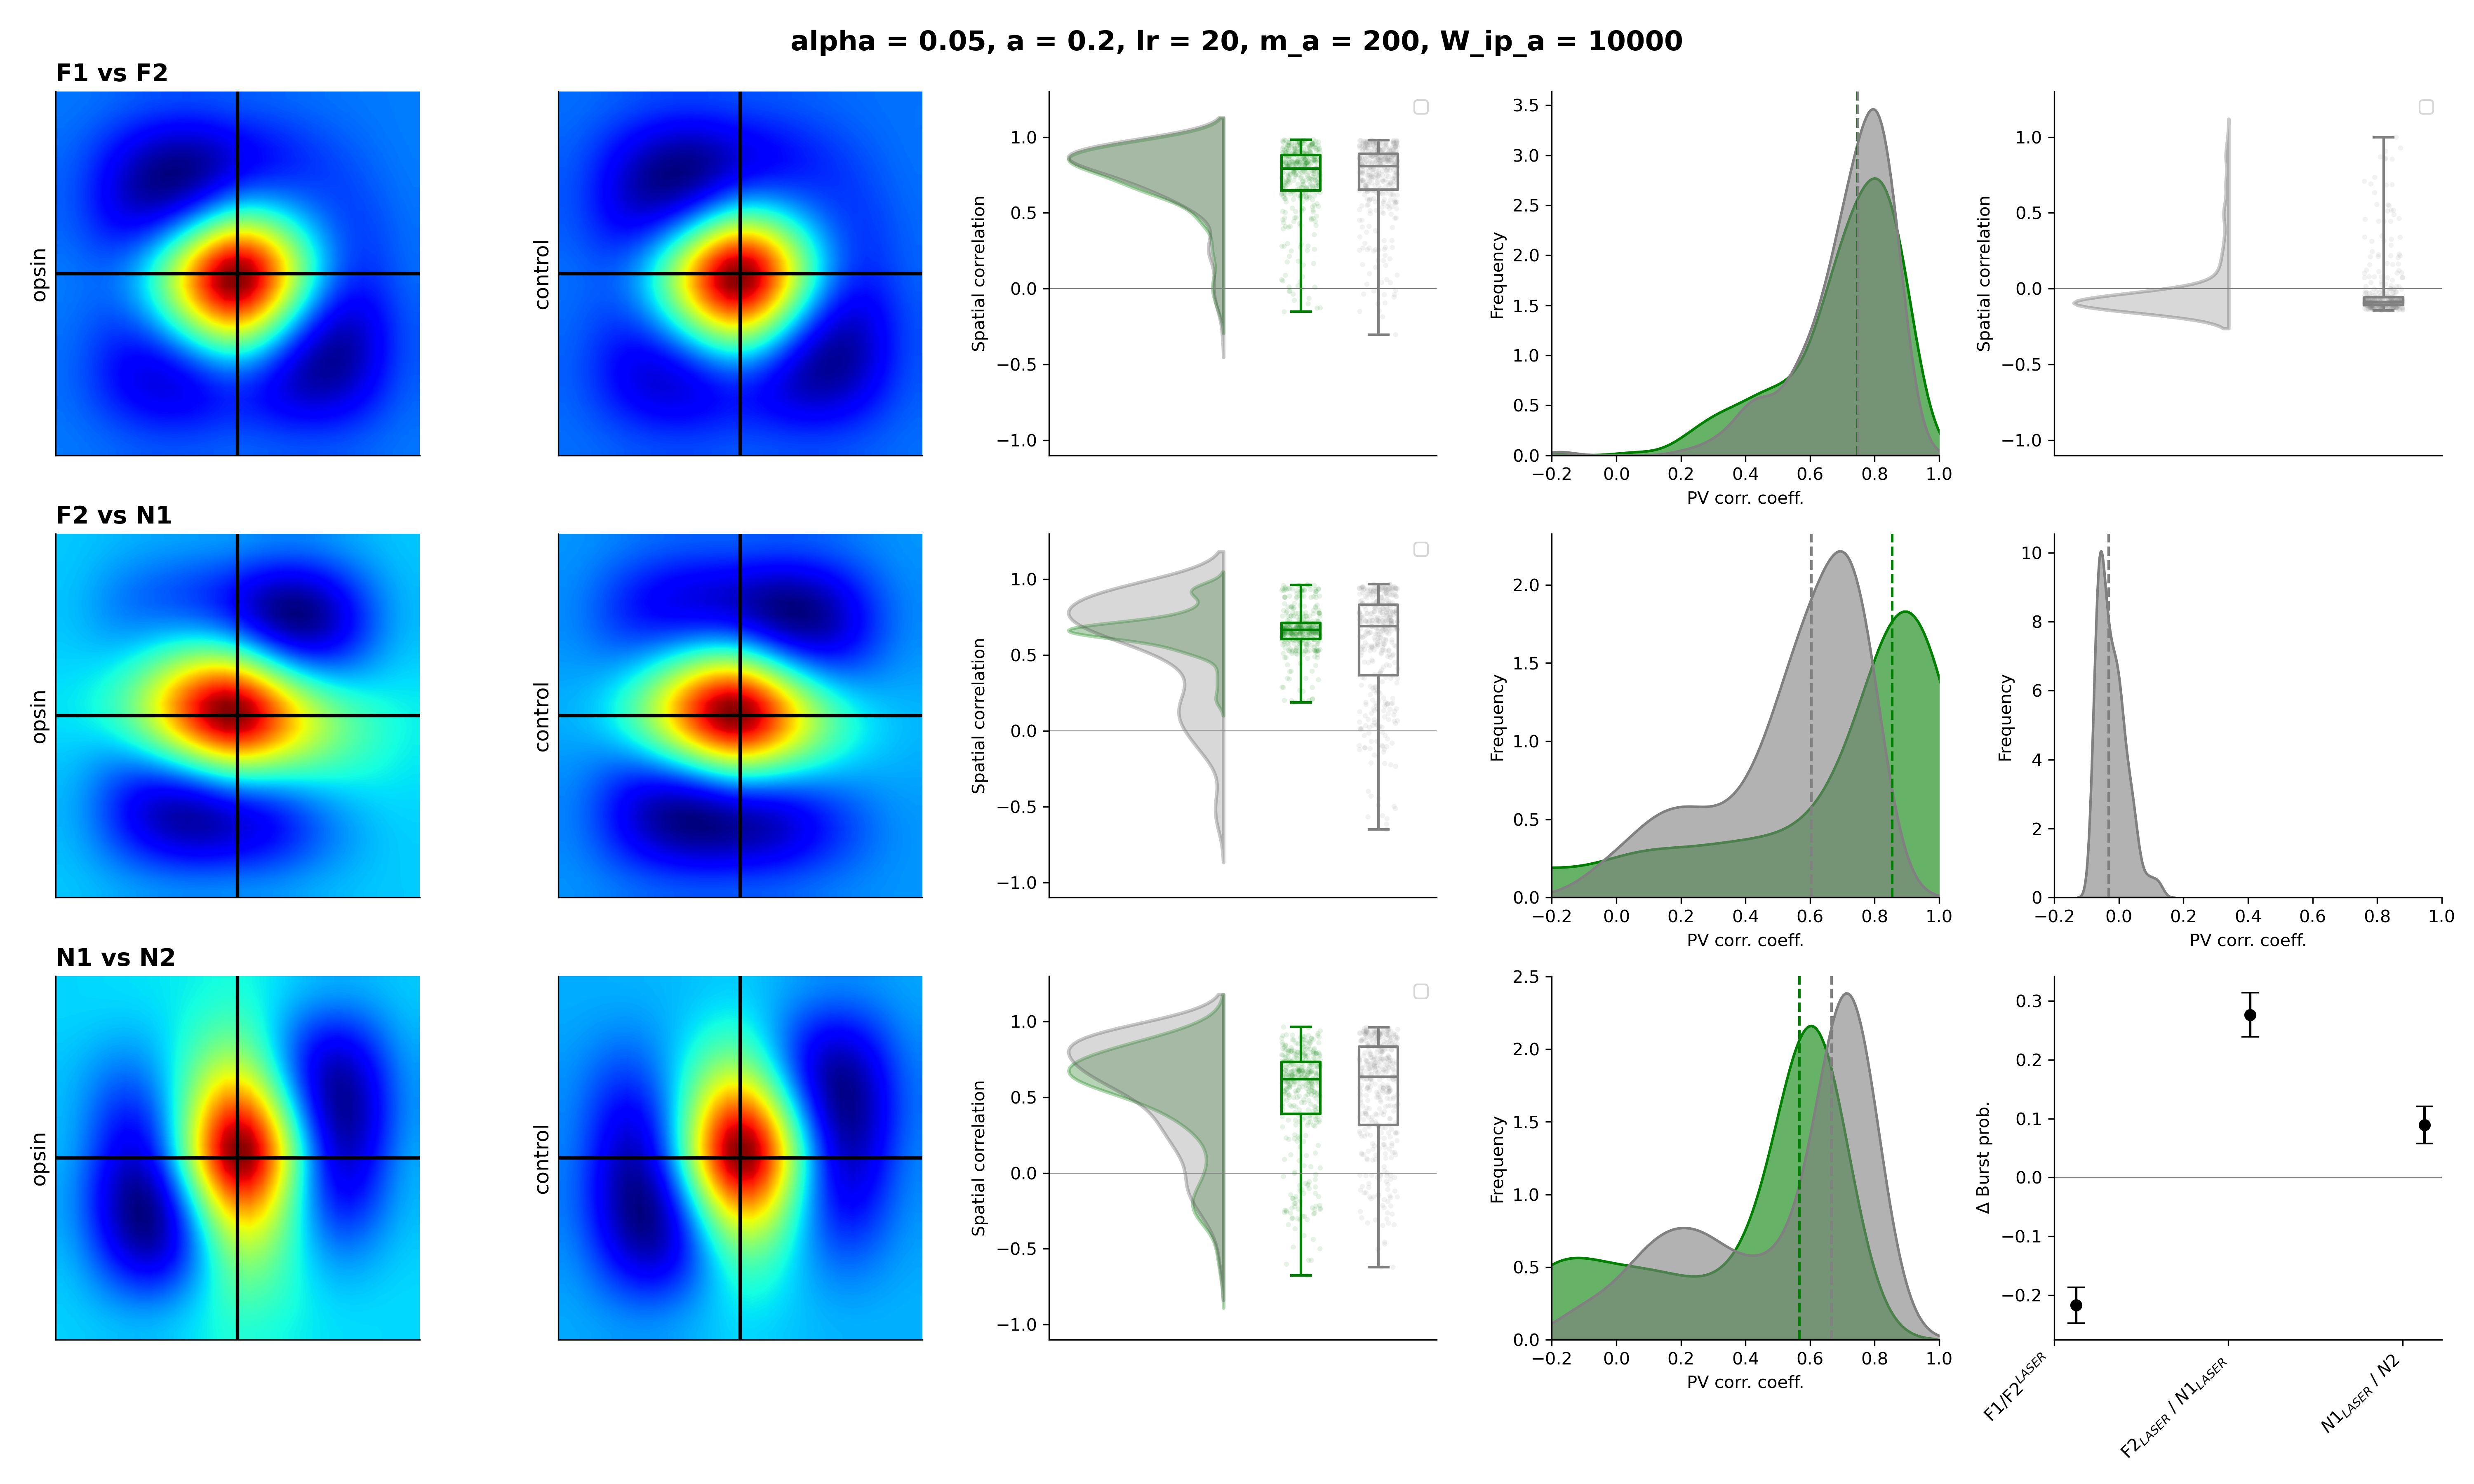 alpha = 0.05, a = 0.2, lr = 20, m_a = 200, W_ip_a = 10000
F1 vs F2
opsin
control
Spatial correlation
1.0
0.5
0.0
−0.5
−1.0
Frequency
3.5
3.0
2.5
2.0
1.5
1.0
0.5
0.0
−0.2 0.0 0.2 0.4 0.6 0.8 1.0
PV corr. coeff.
Spatial correlation
1.0
0.5
0.0
−0.5
−1.0
F2 vs N1
opsin
control
Spatial correlation
1.0
0.5
0.0
−0.5
−1.0
Frequency
2.0
1.5
1.0
0.5
0.0
−0.2 0.0 0.2 0.4 0.6 0.8 1.0
PV corr. coeff.
Frequency
10
8
6
4
2
0
−0.2 0.0 0.2 0.4 0.6 0.8 1.0
PV corr. coeff.
N1 vs N2
opsin
control
Spatial correlation
1.0
0.5
0.0
−0.5
−1.0
Frequency
2.5
2.0
1.5
1.0
0.5
0.0
−0.2 0.0 0.2 0.4 0.6 0.8 1.0
PV corr. coeff.
Δ Burst prob.
0.3
0.2
0.1
0.0
−0.1
−0.2
F1/F2^LASER
F2_LASER / N1_LASER
N1_LASER / N2